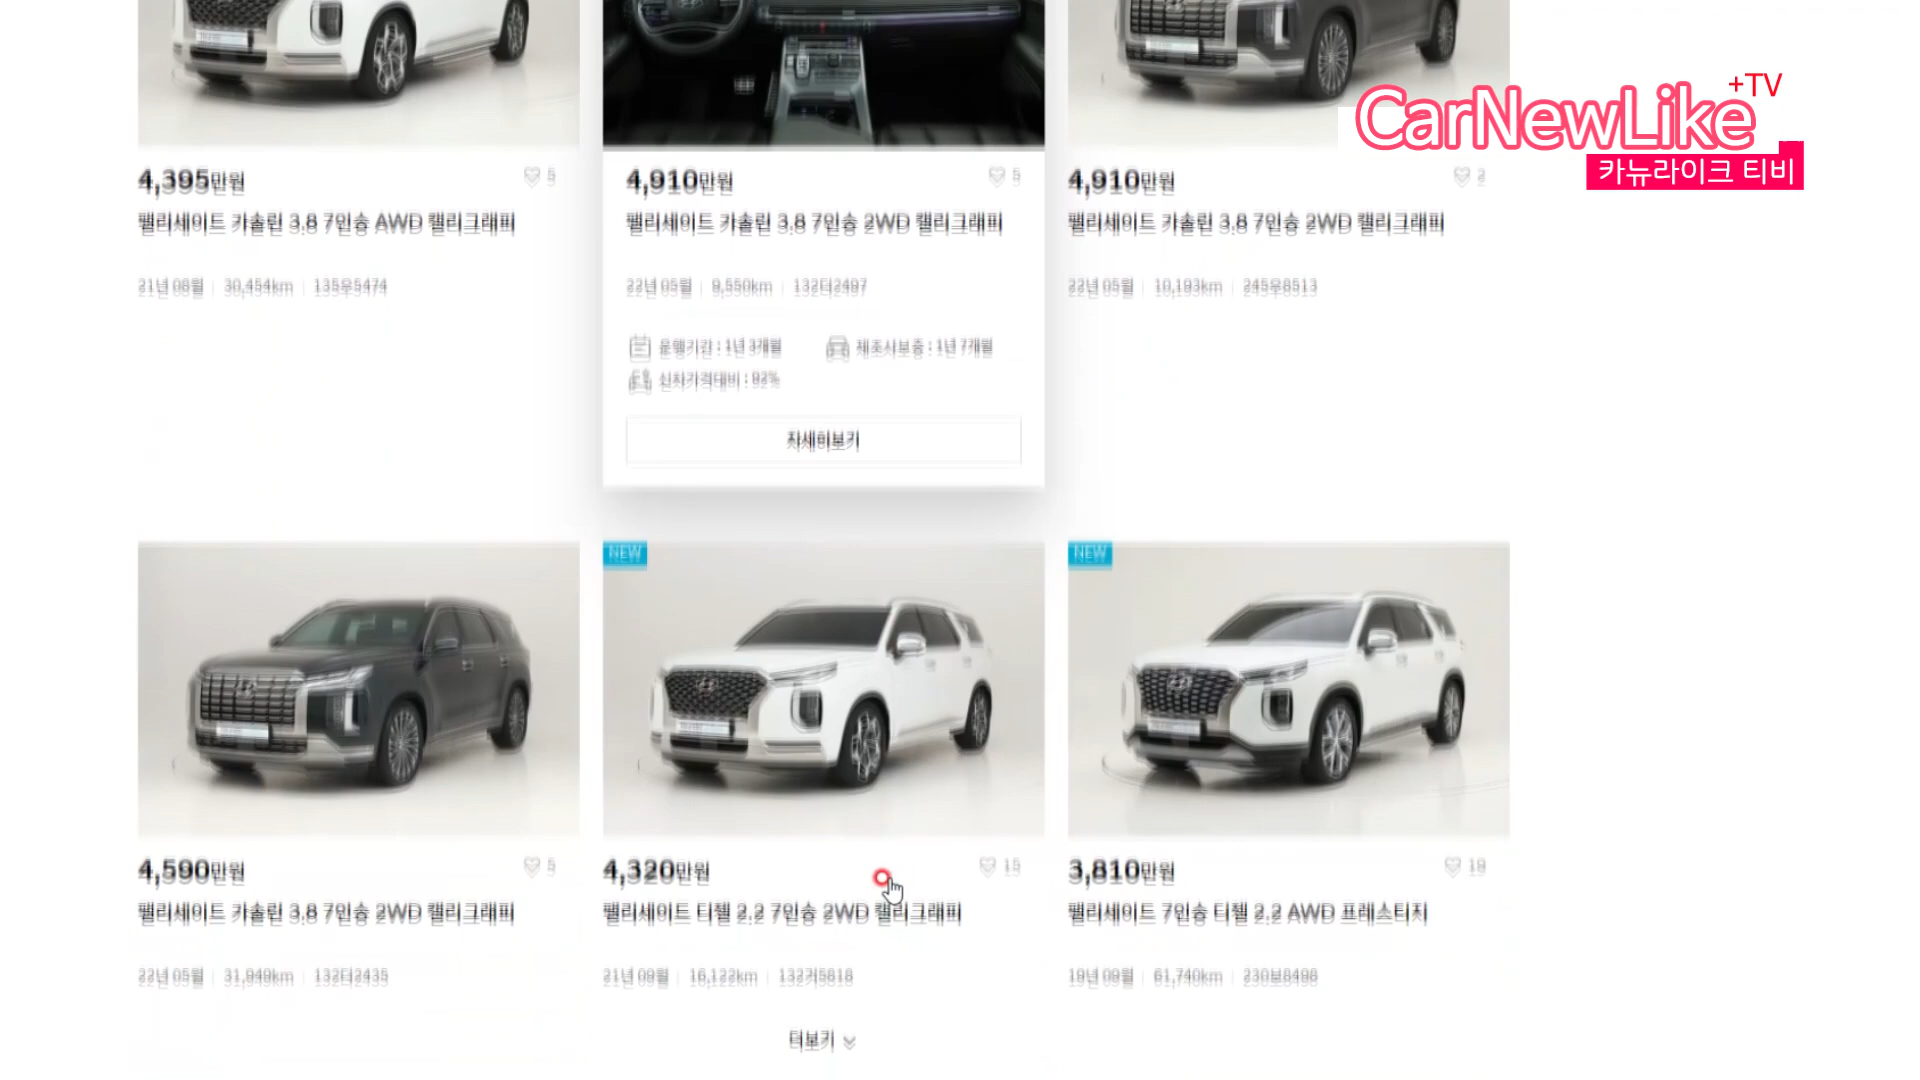 +TV
CarNewLike
카뉴라이크 티비
4,395만원 5
4,910만원 5
4,910만원 2
팰리세이드 가솔린 3.8 7인승 AWD 캘리그래피
팰리세이드 가솔린 3.8 7인승 2WD 캘리그래피
팰리세이드 가솔린 3.8 7인승 2WD 캘리그래피
21년 08월 30,454km 135우5474
22년 05월 9,550km 132더2497
22년 05월 10,193km 245우8513
운행기간 : 1년 3개월 제조사보증 : 1년 7개월
신차가격대비 : 92%
자세히보기
NEW
NEW
4,590만원 5
4,320만원 15
3,810만원 19
팰리세이드 가솔린 3.8 7인승 2WD 캘리그래피
팰리세이드 디젤 2.2 7인승 2WD 캘리그래피
팰리세이드 7인승 디젤 2.2 AWD 프레스티지
22년 05월 31,949km 132더2435
21년 09월 16,122km 132거5818
19년 09월 61,740km 230보8498
더보기